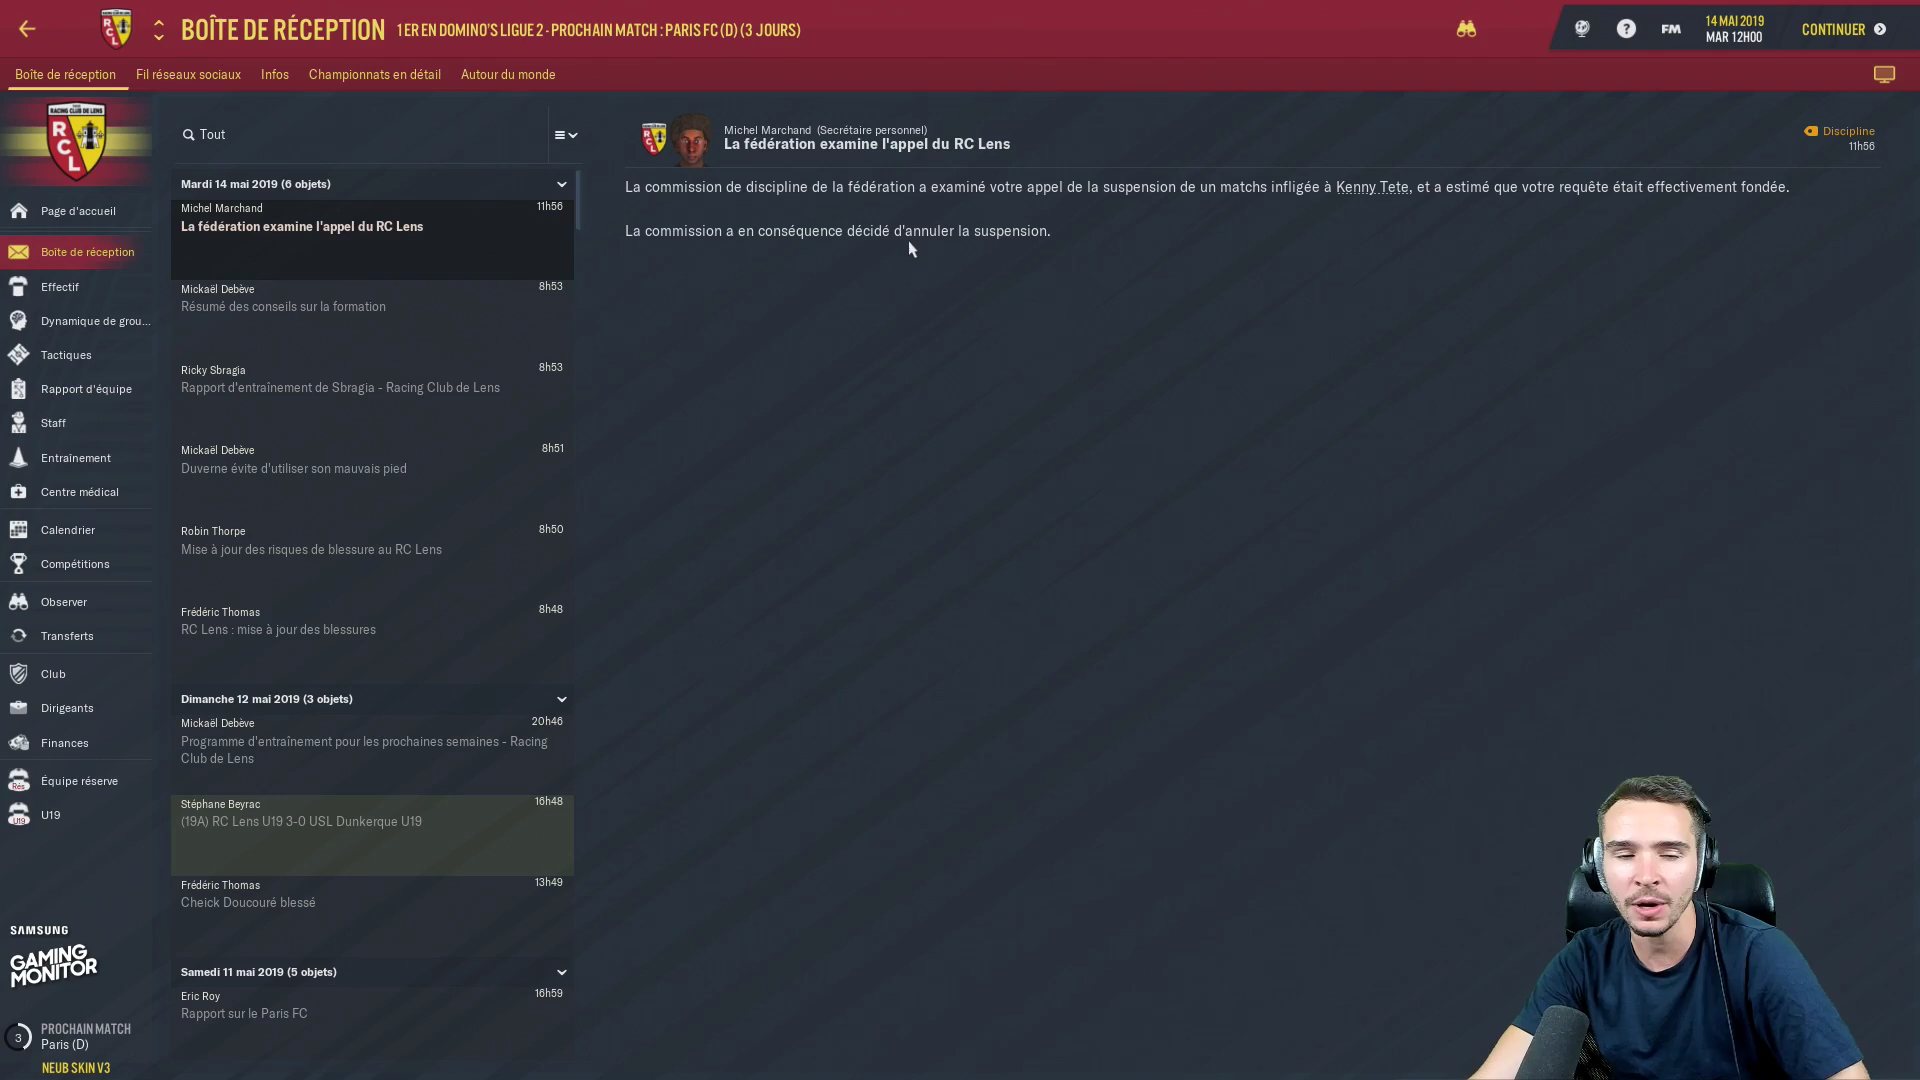 BOÎTE DE RÉCEPTION
1ER EN DOMINO'S LIGUE 2 - PROCHAIN MATCH : PARIS FC (D) (3 JOURS)
FM
14 MAI 2019
MAR 12H00
CONTINUER
Boîte de réception
Fil réseaux sociaux
Infos
Championnats en détail
Autour du monde
RACING CLUB DE LENS
RCL
Page d'accueil
Boîte de réception
Effectif
Dynamique de grou...
Tactiques
Rapport d'équipe
Staff
Entraînement
Centre médical
Calendrier
Compétitions
Observer
Transferts
Club
Dirigeants
Finances
Rés
Équipe réserve
U19
U19
SAMSUNG
GAMING
MONITOR
3
PROCHAIN MATCH
Paris (D)
NEUB SKIN V3
Tout
Mardi 14 mai 2019 (6 objets)
Michel Marchand 11h56
La fédération examine l'appel du RC Lens
Mickaël Debève 8h53
Résumé des conseils sur la formation
Ricky Sbragia 8h53
Rapport d'entraînement de Sbragia - Racing Club de Lens
Mickaël Debève 8h51
Duverne évite d'utiliser son mauvais pied
Robin Thorpe 8h50
Mise à jour des risques de blessure au RC Lens
Frédéric Thomas 8h48
RC Lens : mise à jour des blessures
Dimanche 12 mai 2019 (3 objets)
Mickaël Debève 20h46
Programme d'entraînement pour les prochaines semaines - Racing
Club de Lens
Stéphane Beyrac 16h48
(19A) RC Lens U19 3-0 USL Dunkerque U19
Frédéric Thomas 13h49
Cheick Doucouré blessé
Samedi 11 mai 2019 (5 objets)
Eric Roy 16h59
Rapport sur le Paris FC
Michel Marchand (Secrétaire personnel)
La fédération examine l'appel du RC Lens
Discipline
11h56
La commission de discipline de la fédération a examiné votre appel de la suspension de un matchs infligée à Kenny Tete, et a estimé que votre requête était effectivement fondée.
La commission a en conséquence décidé d'annuler la suspension.